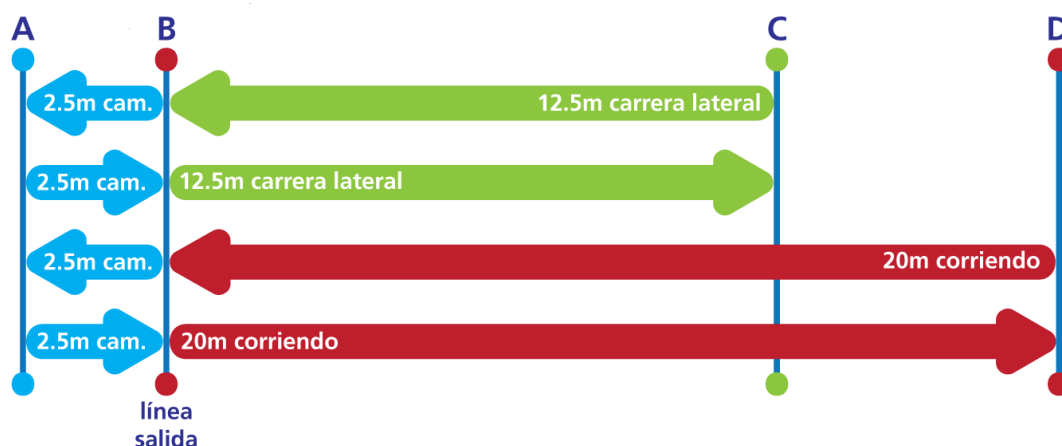 A B C D
2.5m cam. 12.5m carrera lateral
2.5m cam. 12.5m carrera lateral
2.5m cam. 20m corriendo
2.5m cam. 20m corriendo
línea
salida